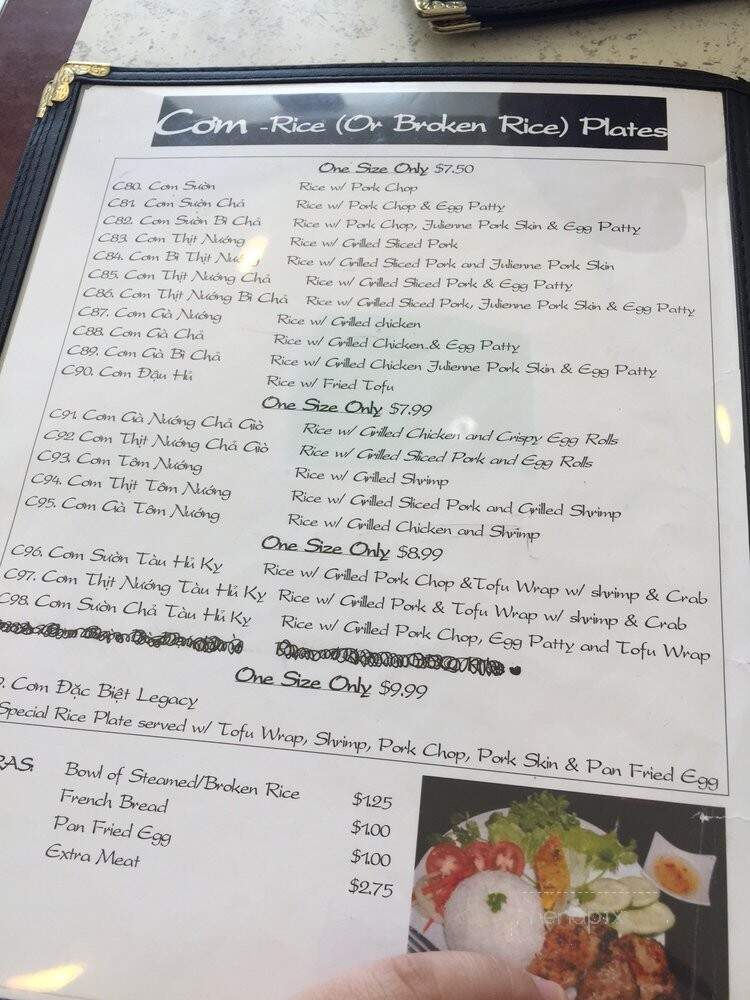 Cơm -Rice (Or Broken Rice) Plates
One Size Only $7.50
C80. Cơm Sườn Rice w/ Pork Chop
C81. Cơm Sườn Chả Rice w/ Pork Chop & Egg Patty
C82. Cơm Sườn Bì Chả Rice w/ Pork Chop, Julienne Pork Skin & Egg Patty
C83. Cơm Thịt Nướng Rice w/ Grilled Sliced Pork
C84. Cơm Bì Thịt Nướng Rice w/ Grilled Sliced Pork and Julienne Pork Skin
C85. Cơm Thịt Nướng Chả Rice w/ Grilled Sliced Pork & Egg Patty
C86. Cơm Thịt Nướng Bì Chả Rice w/ Grilled Sliced Pork, Julienne Pork Skin & Egg Patty
C87. Cơm Gà Nướng Rice w/ Grilled chicken
C88. Cơm Gà Chả Rice w/ Grilled Chicken & Egg Patty
C89. Cơm Gà Bì Chả Rice w/ Grilled Chicken Julienne Pork Skin & Egg Patty
C90. Cơm Đậu Hủ Rice w/ Fried Tofu
One Size Only $7.99
C91. Cơm Gà Nướng Chả Giò Rice w/ Grilled Chicken and Crispy Egg Rolls
C92. Cơm Thịt Nướng Chả Giò Rice w/ Grilled Sliced Pork and Egg Rolls
C93. Cơm Tôm Nướng Rice w/ Grilled Shrimp
C94. Cơm Thịt Tôm Nướng Rice w/ Grilled Sliced Pork and Grilled Shrimp
C95. Cơm Gà Tôm Nướng Rice w/ Grilled Chicken and Shrimp
One Size Only $8.99
C96. Cơm Sườn Tàu Hủ Ky Rice w/ Grilled Pork Chop &Tofu Wrap w/ shrimp & Crab
C97. Cơm Thịt Nướng Tàu Hủ Ky Rice w/ Grilled Pork & Tofu Wrap w/ shrimp & Crab
C98. Cơm Sườn Chả Tàu Hủ Ky Rice w/ Grilled Pork Chop, Egg Patty and Tofu Wrap
One Size Only $9.99
9. Cơm Đặc Biệt Legacy
Special Rice Plate served w/ Tofu Wrap, Shrimp, Pork Chop, Pork Skin & Pan Fried Egg
RAS: Bowl of Steamed/Broken Rice $1.25
French Bread $1.00
Pan Fried Egg $1.00
Extra Meat $2.75
menupix